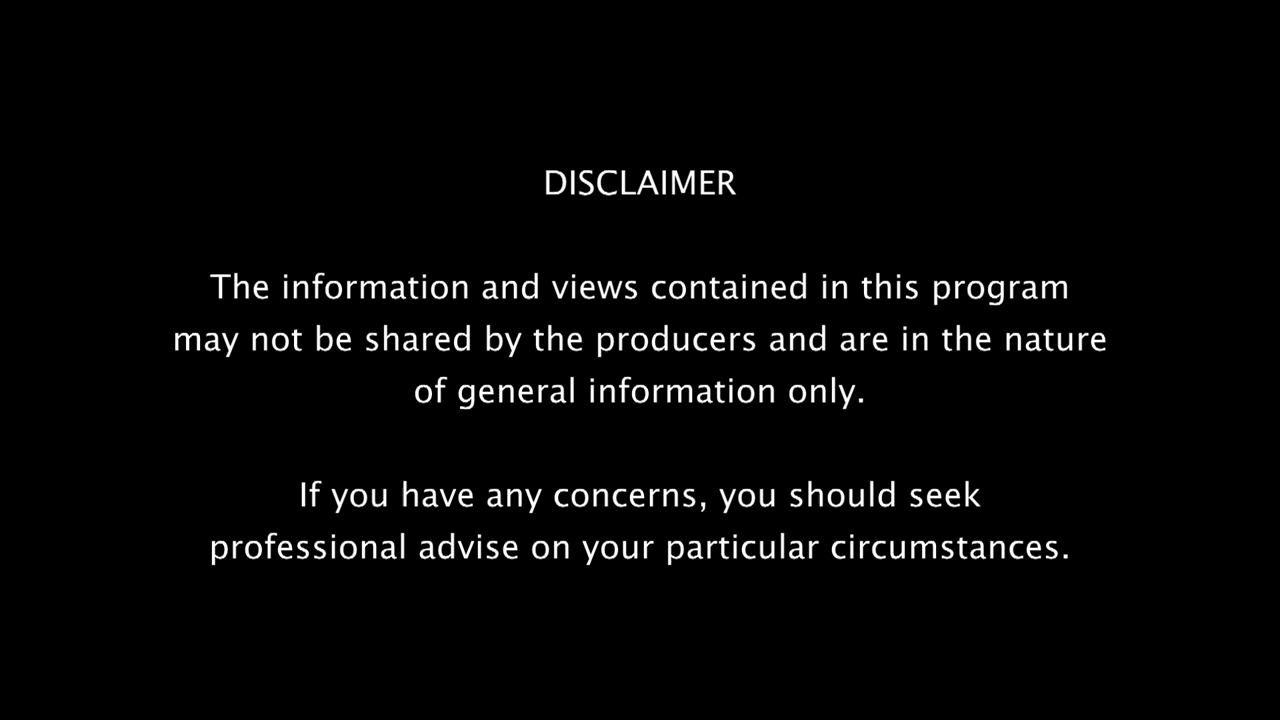 DISCLAIMER
The information and views contained in this program
may not be shared by the producers and are in the nature
of general information only.
If you have any concerns, you should seek
professional advise on your particular circumstances.